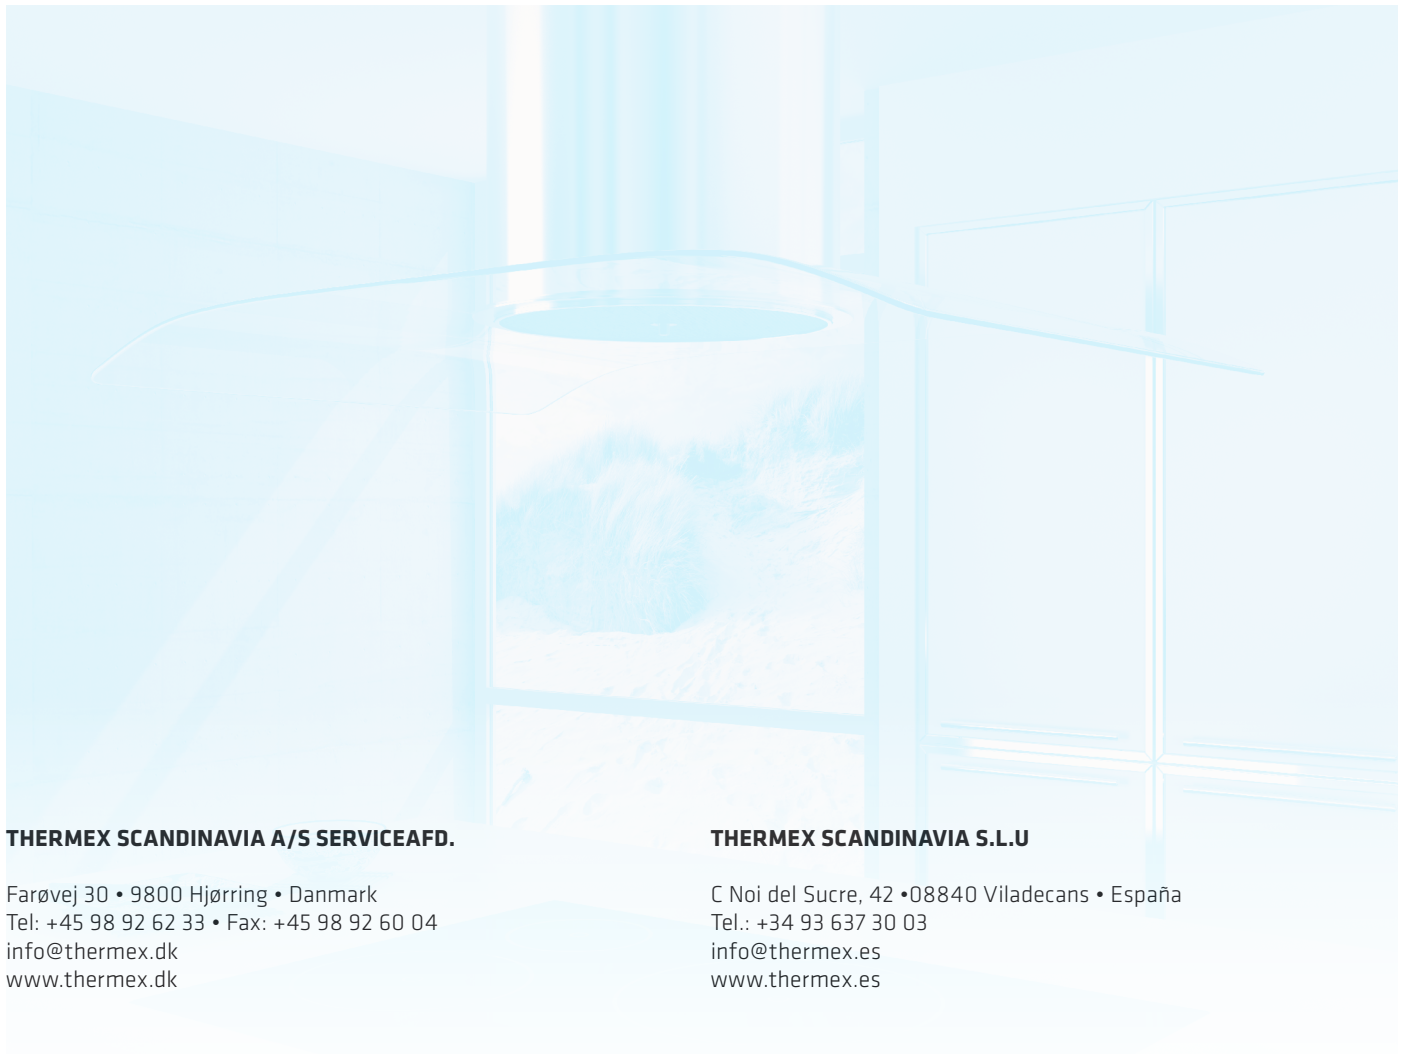 THERMEX SCANDINAVIA A/S SERVICEAFD.
Farøvej 30 • 9800 Hjørring • Danmark
Tel: +45 98 92 62 33 • Fax: +45 98 92 60 04
info@thermex.dk
www.thermex.dk
THERMEX SCANDINAVIA S.L.U
C Noi del Sucre, 42 •08840 Viladecans • España
Tel.: +34 93 637 30 03
info@thermex.es
www.thermex.es